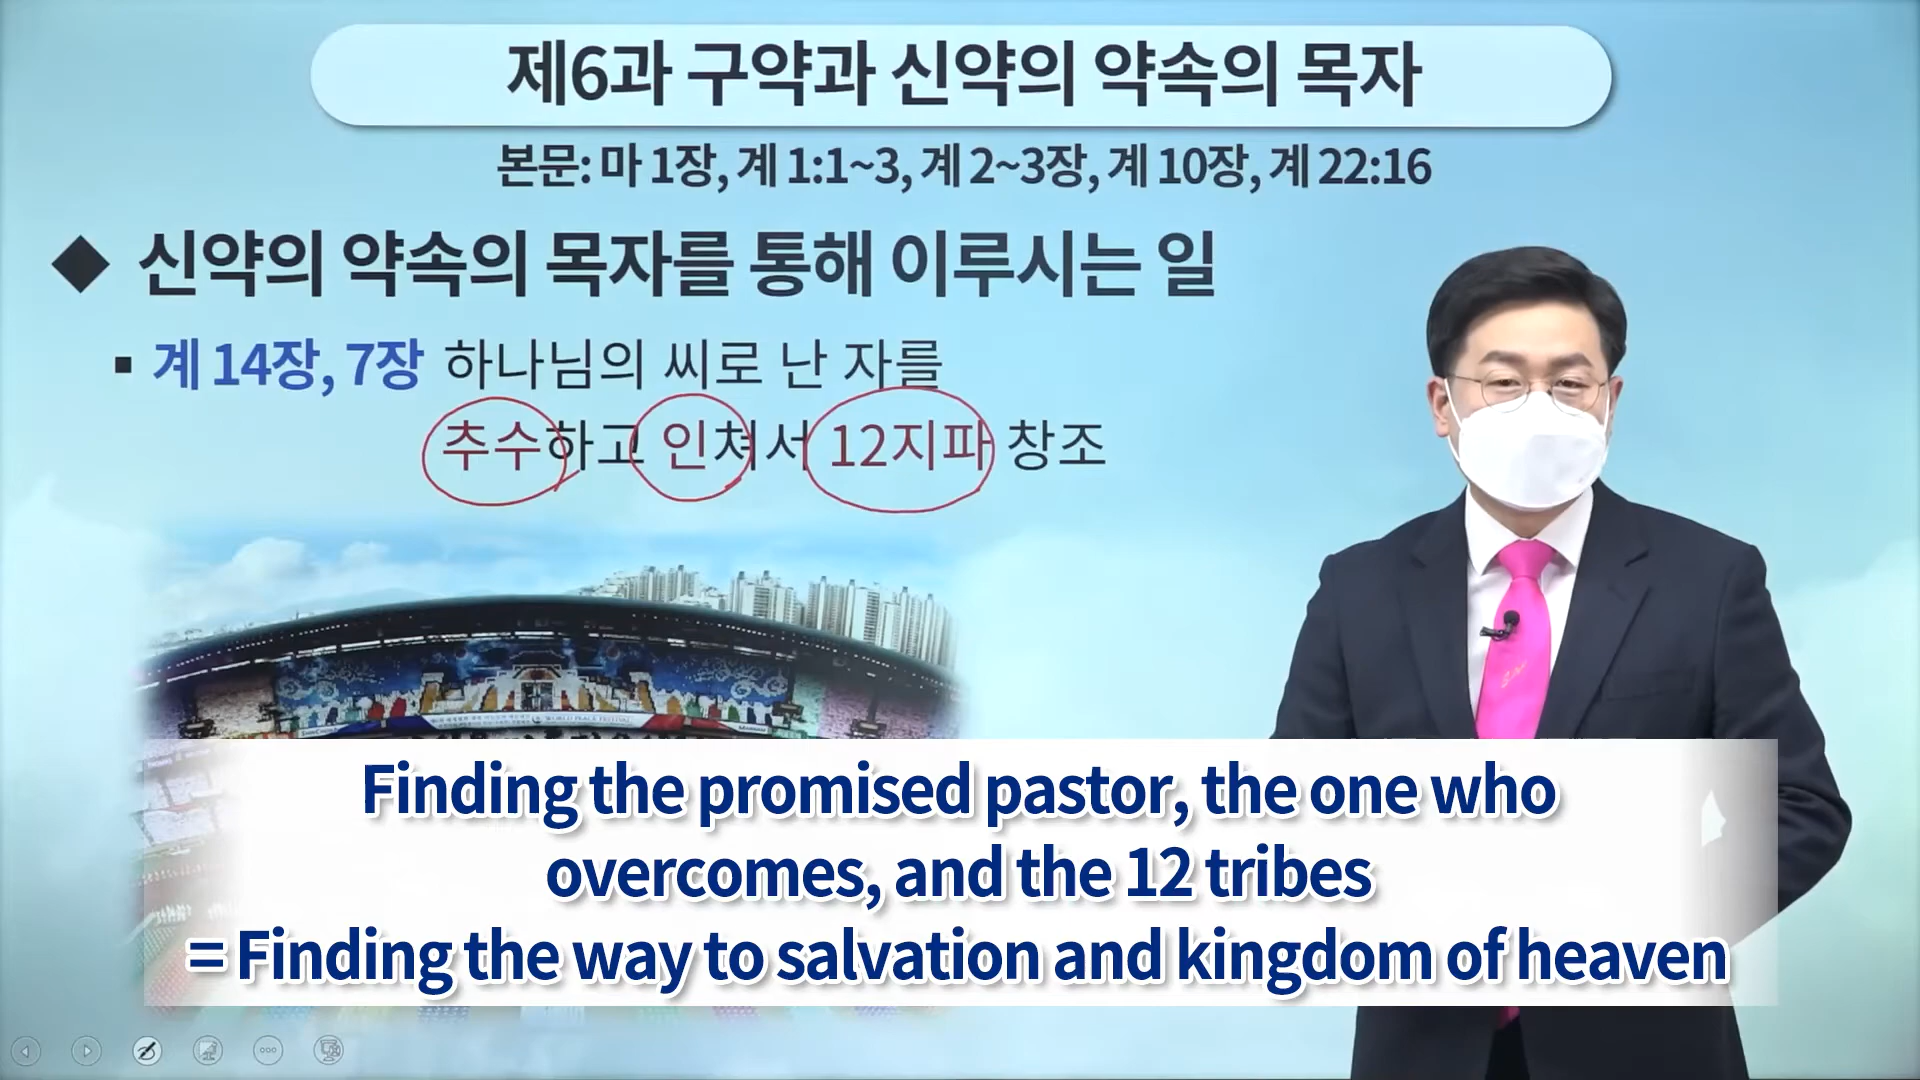 제6과 구약과 신약의 약속의 목자
본문: 마 1장, 계 1:1~3, 계 2~3장, 계 10장, 계 22:16
◆ 신약의 약속의 목자를 통해 이루시는 일
▪ 계 14장, 7장 하나님의 씨로 난 자를
추수하고 인쳐서 12지파 창조
WORLD PEACE FESTIVAL
Finding the promised pastor, the one who
overcomes, and the 12 tribes
= Finding the way to salvation and kingdom of heaven